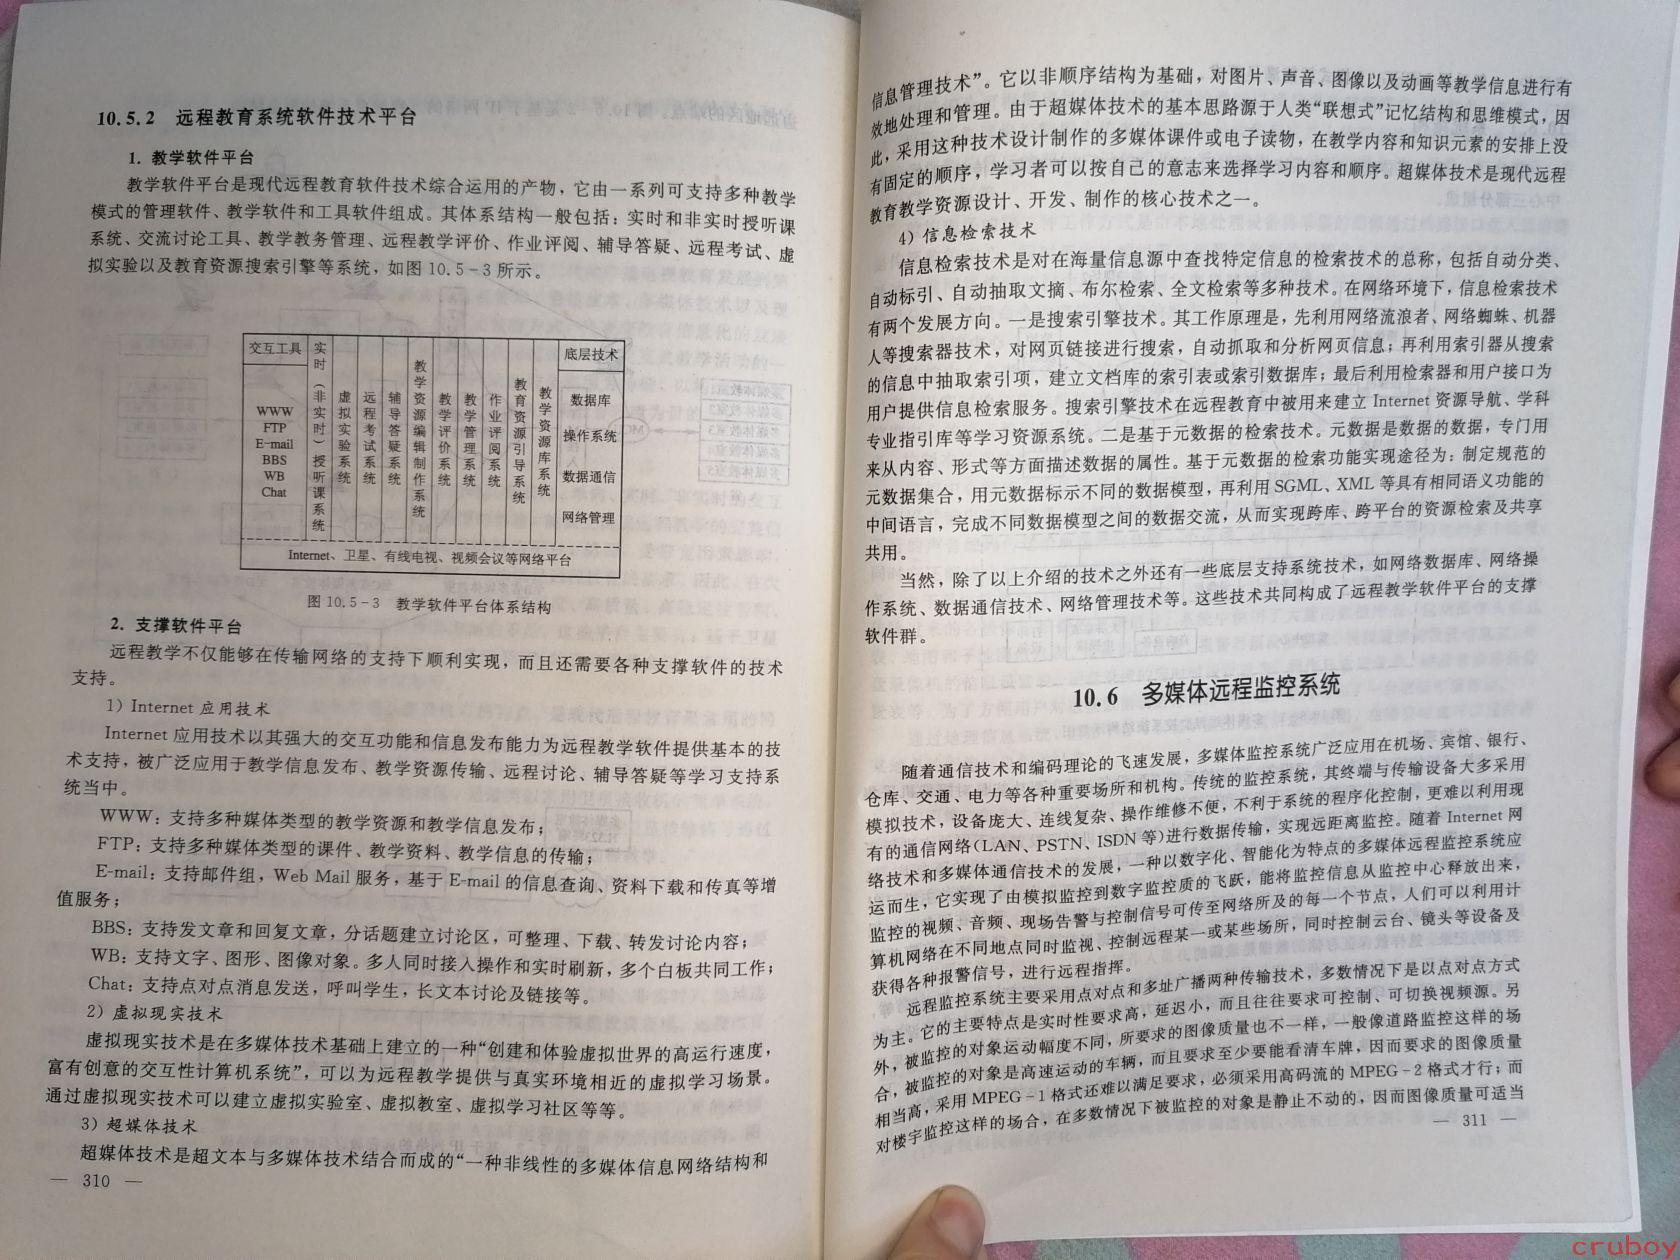 10.5.2 远程教育系统软件技术平台
1. 教学软件平台
教学软件平台是现代远程教育软件技术综合运用的产物，它由一系列可支持多种教学
模式的管理软件、教学软件和工具软件组成。其体系结构一般包括：实时和非实时授听课
系统、交流讨论工具、教学教务管理、远程教学评价、作业评阅、辅导答疑、远程考试、虚
拟实验以及教育资源搜索引擎等系统，如图 10.5-3 所示。
交互工具
WWW
FTP
E-mail
BBS
WB
Chat
实时（非实时）授听课系统
虚拟实验系统
远程考试系统
辅导答疑系统
教学资源编辑制作系统
教学评价系统
教学管理系统
作业评阅系统
教育资源引导系统
教学资源库系统
底层技术
数据库
操作系统
数据通信
网络管理
Internet、卫星、有线电视、视频会议等网络平台
图 10.5-3 教学软件平台体系结构
2. 支撑软件平台
远程教学不仅能够在传输网络的支持下顺利实现，而且还需要各种支撑软件的技术
支持。
1）Internet 应用技术
Internet 应用技术以其强大的交互功能和信息发布能力为远程教学软件提供基本的技
术支持，被广泛应用于教学信息发布、教学资源传输、远程讨论、辅导答疑等学习支持系
统当中。
WWW：支持多种媒体类型的教学资源和教学信息发布；
FTP：支持多种媒体类型的课件、教学资料、教学信息的传输；
E-mail：支持邮件组，Web Mail 服务，基于 E-mail 的信息查询、资料下载和传真等增
值服务；
BBS：支持发文章和回复文章，分话题建立讨论区，可整理、下载、转发讨论内容；
WB：支持文字、图形、图像对象。多人同时接入操作和实时刷新，多个白板共同工作；
Chat：支持点对点消息发送，呼叫学生，长文本讨论及链接等。
2）虚拟现实技术
虚拟现实技术是在多媒体技术基础上建立的一种“创建和体验虚拟世界的高运行速度，
富有创意的交互性计算机系统”，可以为远程教学提供与真实环境相近的虚拟学习场景。
通过虚拟现实技术可以建立虚拟实验室、虚拟教室、虚拟学习社区等等。
3）超媒体技术
超媒体技术是超文本与多媒体技术结合而成的“一种非线性的多媒体信息网络结构和
— 310 —
信息管理技术”。它以非顺序结构为基础，对图片、声音、图像以及动画等教学信息进行有
效地处理和管理。由于超媒体技术的基本思路源于人类“联想式”记忆结构和思维模式，因
此，采用这种技术设计制作的多媒体课件或电子读物，在教学内容和知识元素的安排上没
有固定的顺序，学习者可以按自己的意志来选择学习内容和顺序。超媒体技术是现代远程
教育教学资源设计、开发、制作的核心技术之一。
4）信息检索技术
信息检索技术是对在海量信息源中查找特定信息的检索技术的总称，包括自动分类、
自动标引、自动抽取文摘、布尔检索、全文检索等多种技术。在网络环境下，信息检索技术
有两个发展方向。一是搜索引擎技术。其工作原理是，先利用网络流浪者、网络蜘蛛、机器
人等搜索器技术，对网页链接进行搜索，自动抓取和分析网页信息；再利用索引器从搜索
的信息中抽取索引项，建立文档库的索引表或索引数据库；最后利用检索器和用户接口为
用户提供信息检索服务。搜索引擎技术在远程教育中被用来建立 Internet 资源导航、学科
专业指引库等学习资源系统。二是基于元数据的检索技术。元数据是数据的数据，专门用
来从内容、形式等方面描述数据的属性。基于元数据的检索功能实现途径为：制定规范的
元数据集合，用元数据标示不同的数据模型，再利用 SGML、XML 等具有相同语义功能的
中间语言，完成不同数据模型之间的数据交流，从而实现跨库、跨平台的资源检索及共享
共用。
当然，除了以上介绍的技术之外还有一些底层支持系统技术，如网络数据库、网络操
作系统、数据通信技术、网络管理技术等。这些技术共同构成了远程教学软件平台的支撑
软件群。
10.6 多媒体远程监控系统
随着通信技术和编码理论的飞速发展，多媒体监控系统广泛应用在机场、宾馆、银行、
仓库、交通、电力等各种重要场所和机构。传统的监控系统，其终端与传输设备大多采用
模拟技术，设备庞大、连线复杂、操作维修不便，不利于系统的程序化控制，更难以利用现
有的通信网络（LAN、PSTN、ISDN 等）进行数据传输，实现远距离监控。随着 Internet 网
络技术和多媒体通信技术的发展，一种以数字化、智能化为特点的多媒体远程监控系统应
运而生，它实现了由模拟监控到数字监控质的飞跃，能将监控信息从监控中心释放出来，
监控的视频、音频、现场告警与控制信号可传至网络所及的每一个节点，人们可以利用计
算机网络在不同地点同时监视、控制远程某一或某些场所，同时控制云台、镜头等设备及
获得各种报警信号，进行远程指挥。
远程监控系统主要采用点对点和多址广播两种传输技术，多数情况下是以点对点方式
为主。它的主要特点是实时性要求高，延迟小，而且往往要求可控制、可切换视频源。另
外，被监控的对象运动幅度不同，所要求的图像质量也不一样，一般像道路监控这样的场
合，被监控的对象是高速运动的车辆，而且要求至少要能看清车牌，因而要求的图像质量
相当高，采用 MPEG-1 格式还难以满足要求，必须采用高码流的 MPEG-2 格式才行；而
对楼宇监控这样的场合，在多数情况下被监控的对象是静止不动的，因而图像质量可适当
— 311 —
cruboy